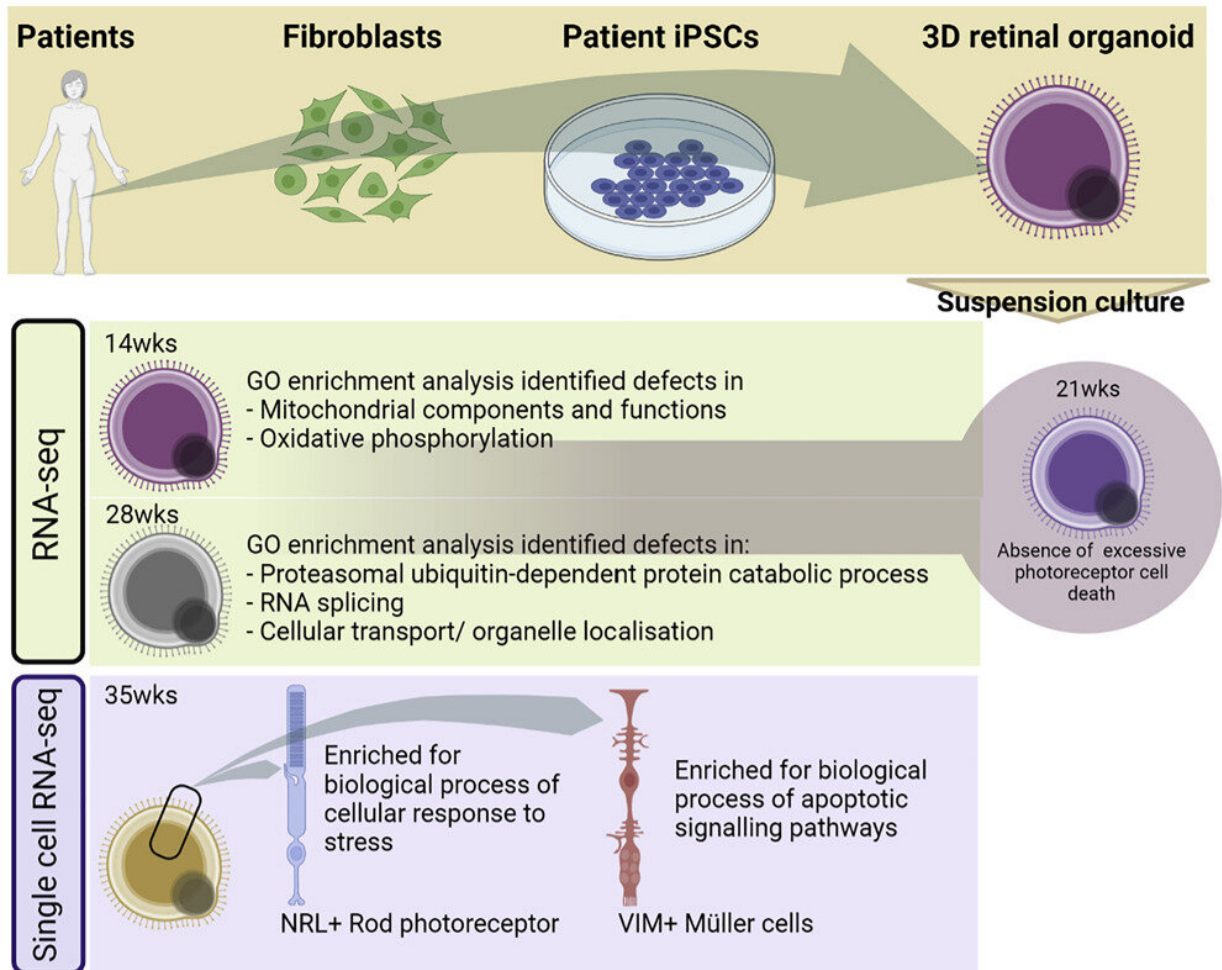 Patients
Fibroblasts
Patient iPSCs
3D retinal organoid
Suspension culture
RNA-seq
14wks
GO enrichment analysis identified defects in
- Mitochondrial components and functions
- Oxidative phosphorylation
21wks
Absence of excessive
photoreceptor cell
death
28wks
GO enrichment analysis identified defects in:
- Proteasomal ubiquitin-dependent protein catabolic process
- RNA splicing
- Cellular transport/ organelle localisation
Single cell RNA-seq
35wks
Enriched for
biological process of
cellular response to
stress
NRL+ Rod photoreceptor
Enriched for biological
process of apoptotic
signalling pathways
VIM+ Müller cells